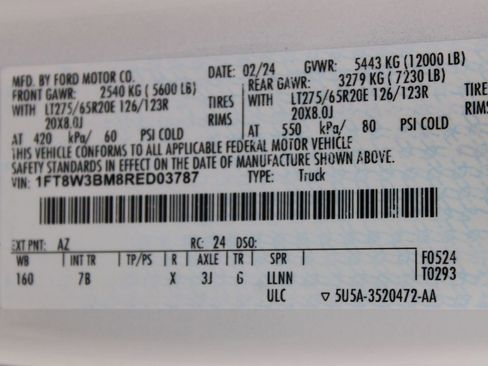 MFD. BY FORD MOTOR CO. DATE: 02/24 GVWR: 5443 KG (12000 LB)
FRONT GAWR: 2540 KG ( 5600 LB) REAR GAWR: 3279 KG ( 7230 LB)
WITH LT275/65R20E 126/123R TIRES WITH LT275/65R20E 126/123R TIRES
20X8.0J RIMS 20X8.0J RIMS
AT 420 kPa/ 60 PSI COLD AT 550 kPa/ 80 PSI COLD
THIS VEHICLE CONFORMS TO ALL APPLICABLE FEDERAL MOTOR VEHICLE
SAFETY STANDARDS IN EFFECT ON THE DATE OF MANUFACTURE SHOWN ABOVE.
VIN: 1FT8W3BM8RED03787 TYPE: Truck
EXT PNT: AZ RC: 24 DSO:
WB INT TR TP/PS R AXLE TR SPR F0524
160 7B X 3J G LLNN T0293
ULC ▽ 5U5A-3520472-AA